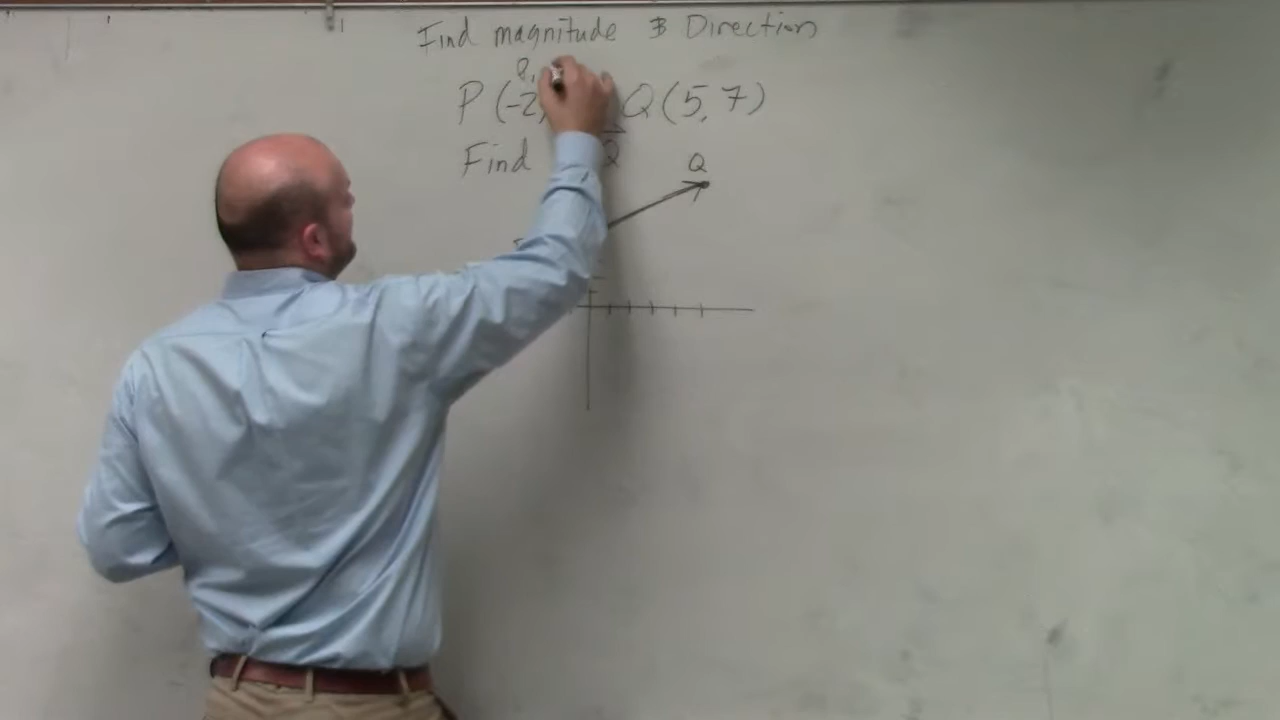 Find magnitude & Direction
P(-2, Q(5,7)
Find Q
Q